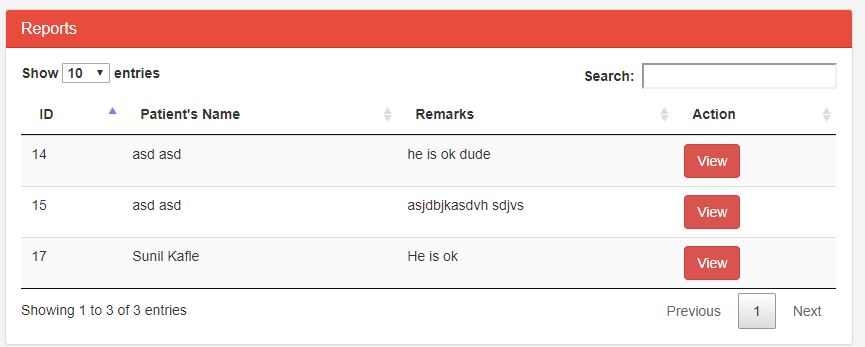 Reports
Show 10 entries Search:
ID Patient's Name Remarks Action
14 asd asd he is ok dude View
15 asd asd asjdbjkasdvh sdjvs View
17 Sunil Kafle He is ok View
Showing 1 to 3 of 3 entries Previous 1 Next